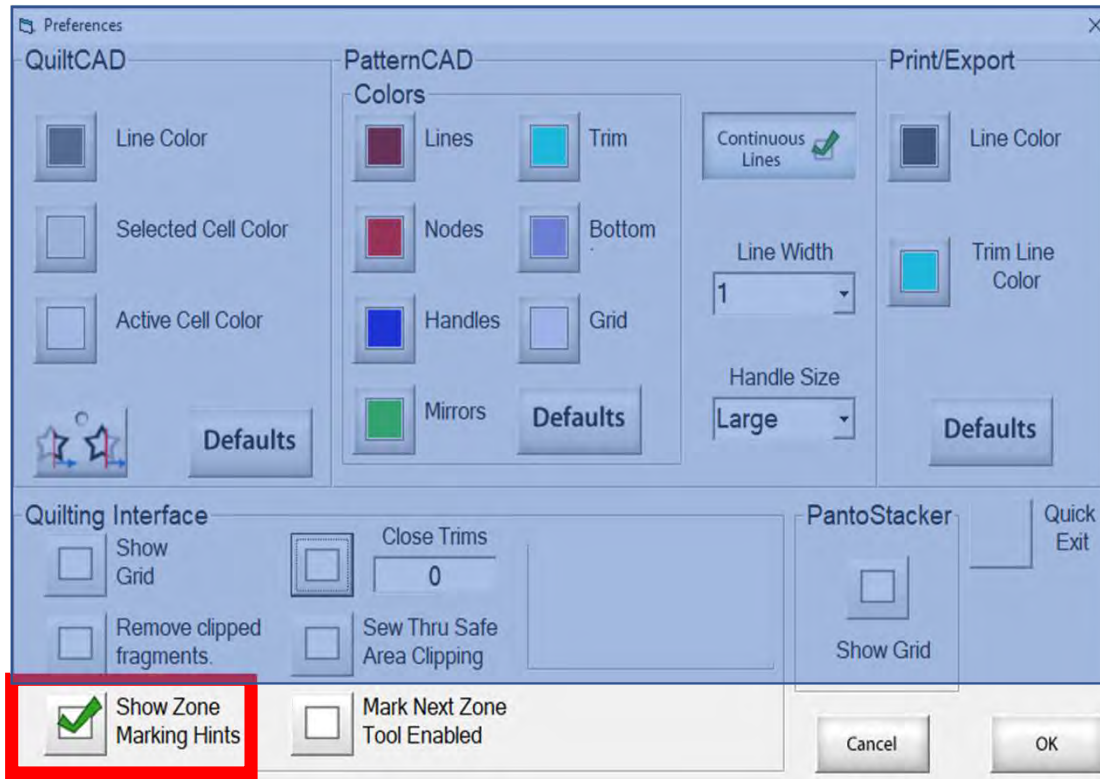 Preferences
QuiltCAD
Line Color
Selected Cell Color
Active Cell Color
Defaults
PatternCAD
Colors
Lines
Trim
Nodes
Bottom
Handles
Grid
Mirrors
Defaults
Continuous
Lines
Line Width
1
Handle Size
Large
Print/Export
Line Color
Trim Line
Color
Defaults
Quilting Interface
Show
Grid
Close Trims
0
Remove clipped
fragments.
Sew Thru Safe
Area Clipping
Show Zone
Marking Hints
Mark Next Zone
Tool Enabled
PantoStacker
Show Grid
Quick
Exit
Cancel
OK